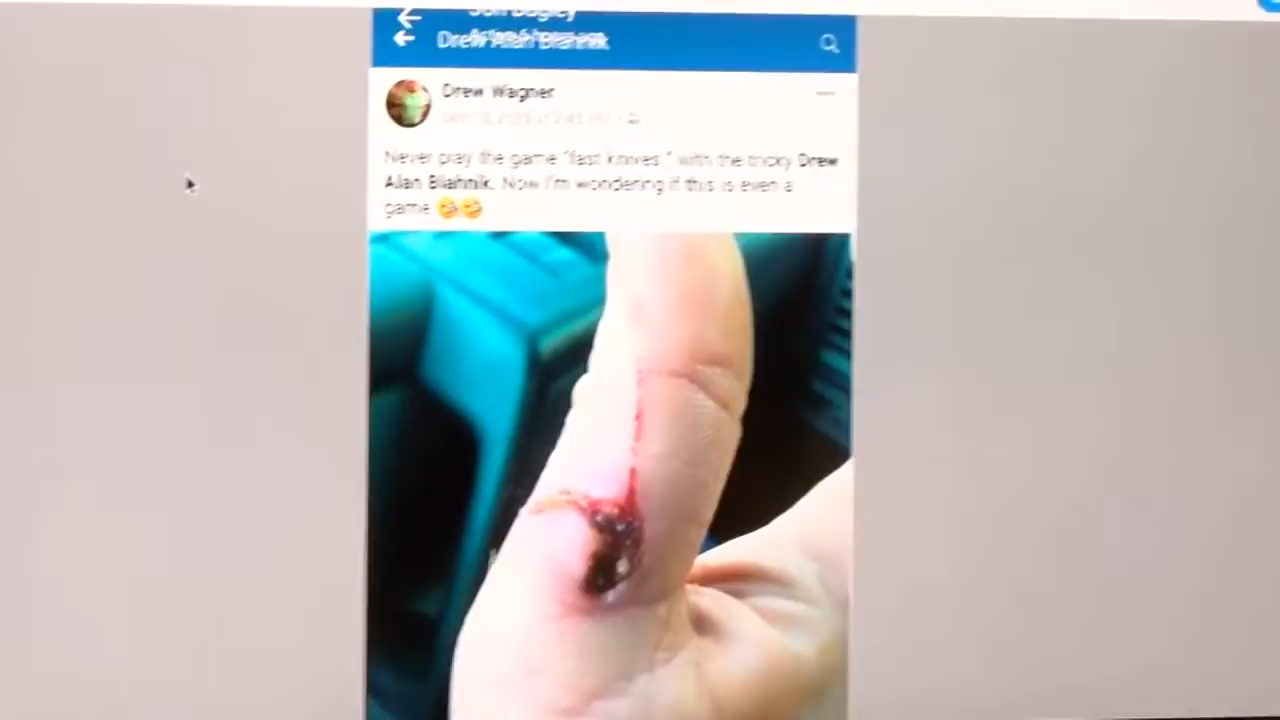 Drew Alan Blahnik
Drew Wagner
Never play the game "fast knives " with the tricky Drew
Alan Blahnik. Now I'm wondering if this is even a
game 🤣🤣